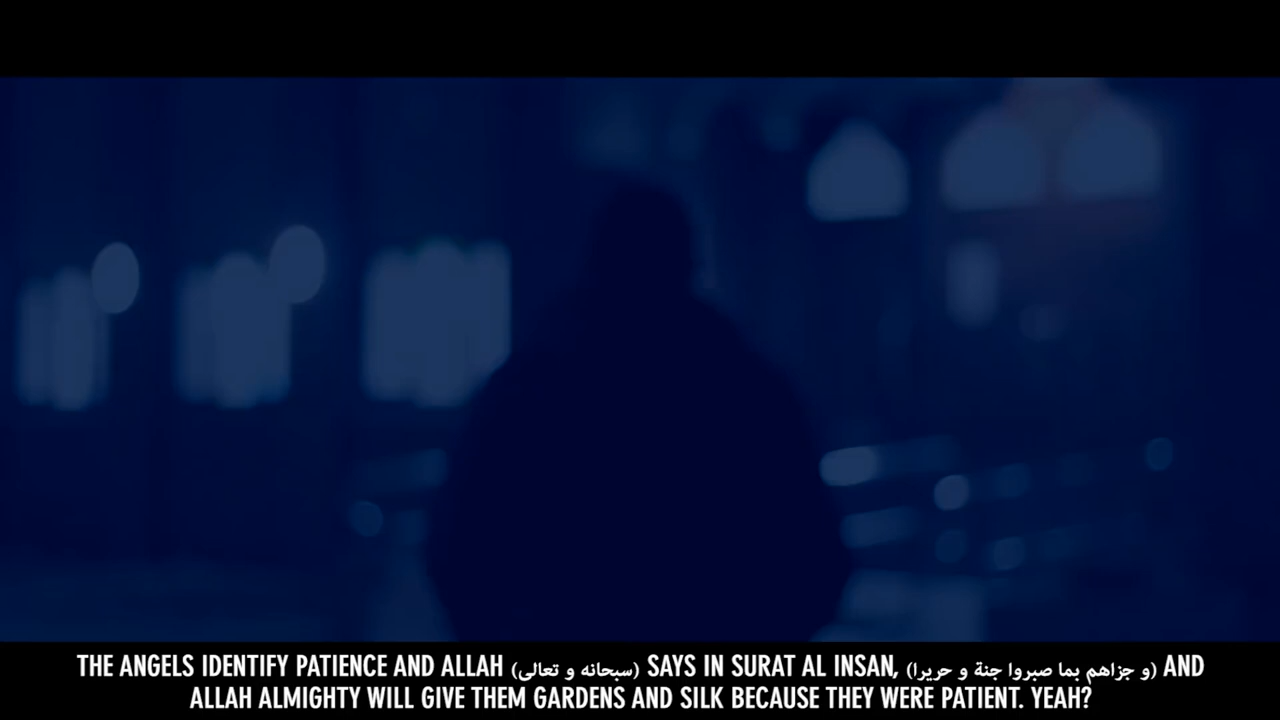 THE ANGELS IDENTIFY PATIENCE AND ALLAH (سبحانه و تعالى) SAYS IN SURAT AL INSAN, (و جزاهم بما صبروا جنة و حريرا) AND
ALLAH ALMIGHTY WILL GIVE THEM GARDENS AND SILK BECAUSE THEY WERE PATIENT. YEAH?